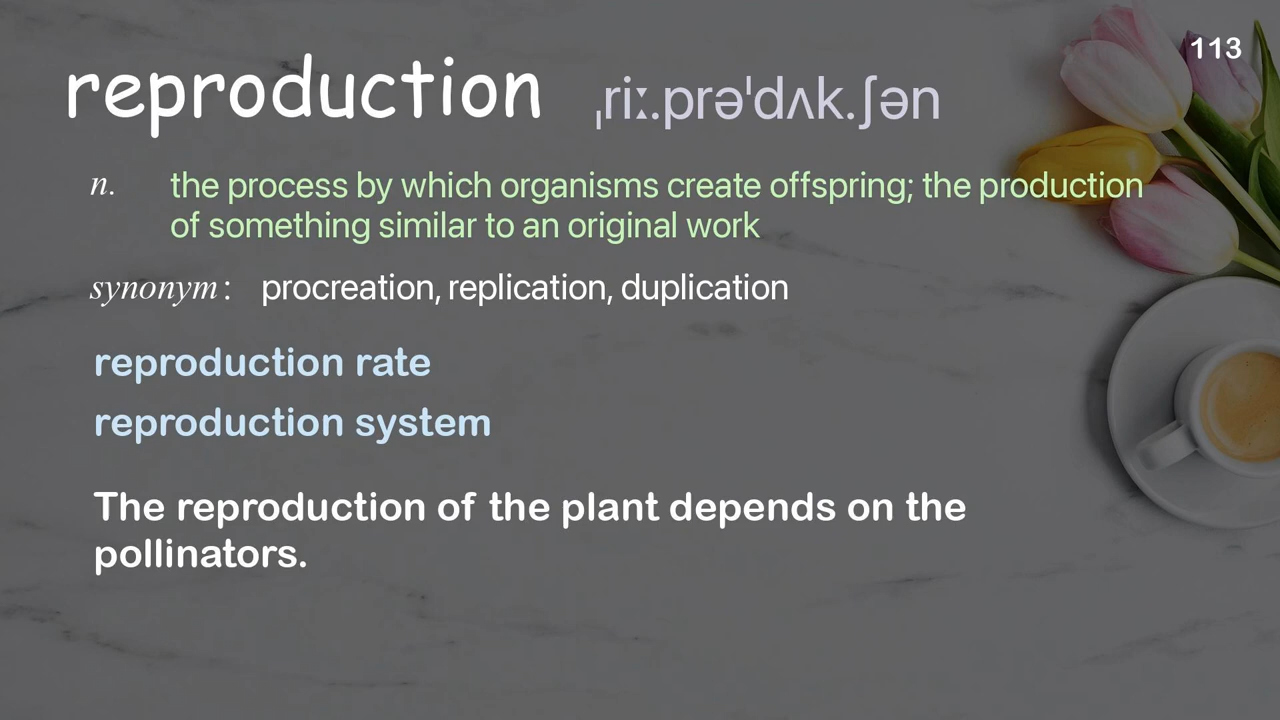 113
reproduction ˌriː.prəˈdʌk.ʃən
n. the process by which organisms create offspring; the production
of something similar to an original work
synonym: procreation, replication, duplication
reproduction rate
reproduction system
The reproduction of the plant depends on the
pollinators.